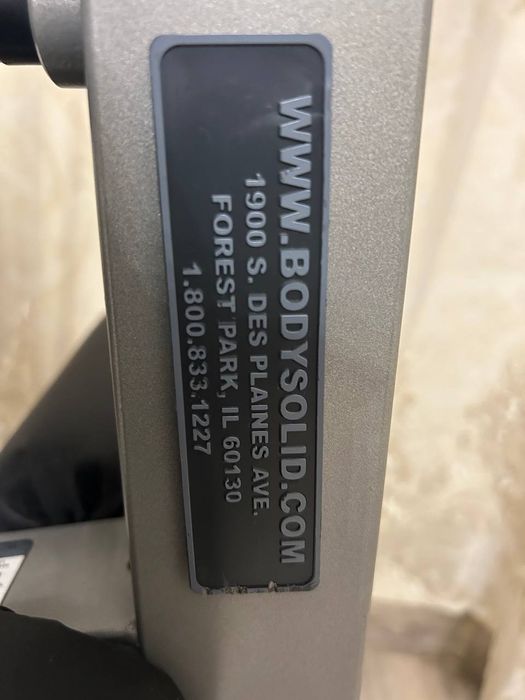 WWW.BODYSOLID.COM
1900 S. DES PLAINES AVE.
FOREST PARK, IL 60130
1.800.833.1227